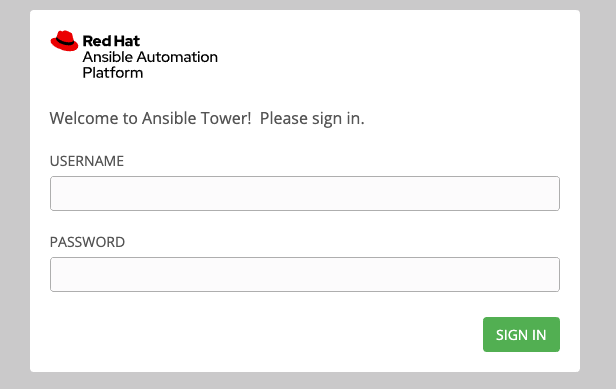 Red Hat
Ansible Automation
Platform
Welcome to Ansible Tower!  Please sign in.
USERNAME
PASSWORD
SIGN IN